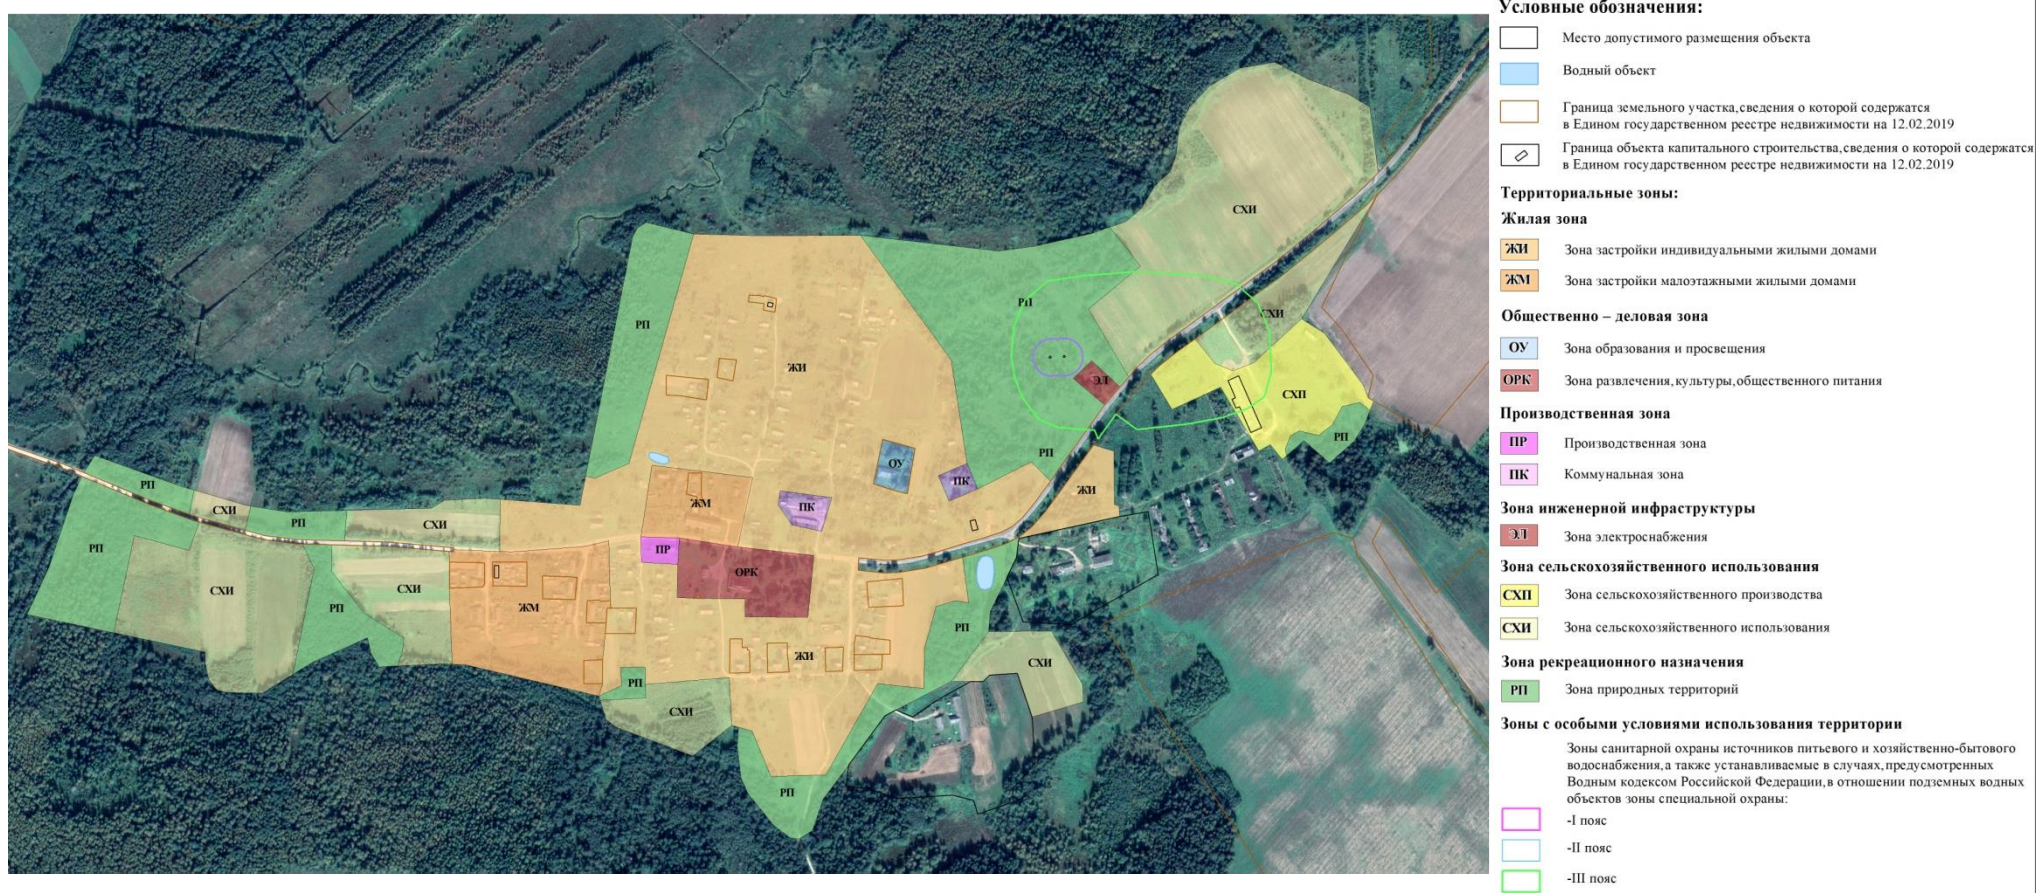 Условные обозначения:
Место допустимого размещения объекта
Водный объект
Граница земельного участка,сведения о которой содержатся
в Едином государственном реестре недвижимости на 12.02.2019
Граница объекта капитального строительства,сведения о которой содержатся
в Едином государственном реестре недвижимости на 12.02.2019
Территориальные зоны:
Жилая зона
ЖИ Зона застройки индивидуальными жилыми домами
ЖМ Зона застройки малоэтажными жилыми домами
Общественно – деловая зона
ОУ Зона образования и просвещения
ОРК Зона развлечения,культуры,общественного питания
Производственная зона
ПР Производственная зона
ПК Коммунальная зона
Зона инженерной инфраструктуры
ЭЛ Зона электроснабжения
Зона сельскохозяйственного использования
СХП Зона сельскохозяйственного производства
СХИ Зона сельскохозяйственного использования
Зона рекреационного назначения
РП Зона природных территорий
Зоны с особыми условиями использования территории
Зоны санитарной охраны источников питьевого и хозяйственно-бытового
водоснабжения,а также устанавливаемые в случаях,предусмотренных
Водным кодексом Российской Федерации,в отношении подземных водных
объектов зоны специальной охраны:
-I пояс
-II пояс
-III пояс
СХИ
РП
СХИ
РП
ЖИ
ЭЛ
СХП
РП
РП
ОУ
ПК
ЖИ
РП
СХИ
РП
СХИ
ЖМ
ПК
РП
ПР
ОРК
СХИ
РП
СХИ
ЖМ
РП
ЖИ
СХИ
РП
СХИ
РП